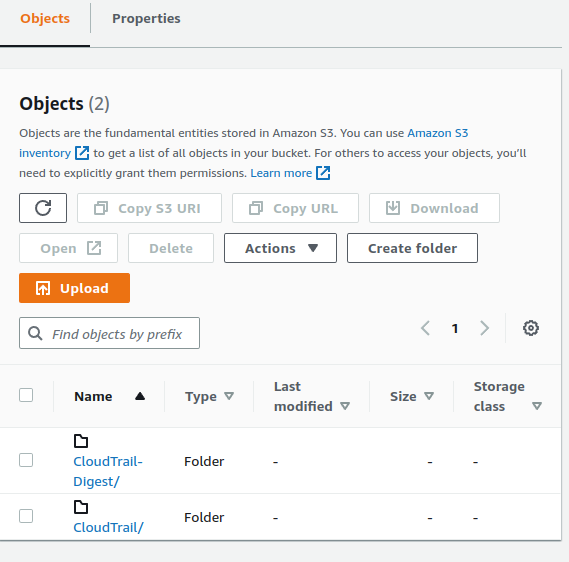 Objects
Properties
Objects (2)
Objects are the fundamental entities stored in Amazon S3. You can use Amazon S3
inventory to get a list of all objects in your bucket. For others to access your objects, you'll
need to explicitly grant them permissions. Learn more
Copy S3 URI
Copy URL
Download
Open
Delete
Actions
Create folder
Upload
Find objects by prefix
1
Name
Type
Last
modified
Size
Storage
class
CloudTrail-
Digest/
Folder
-
-
-
CloudTrail/
Folder
-
-
-